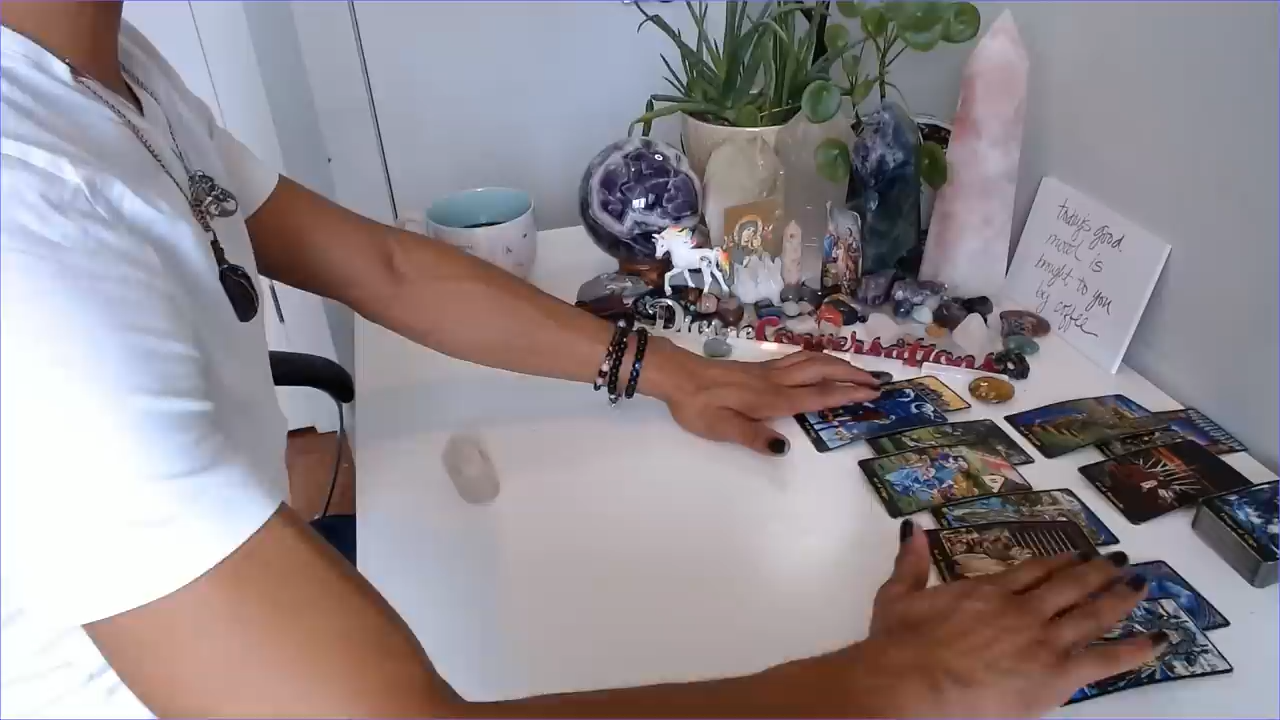 today's good
mood is
brought to you
by coffee
Divine Conversations